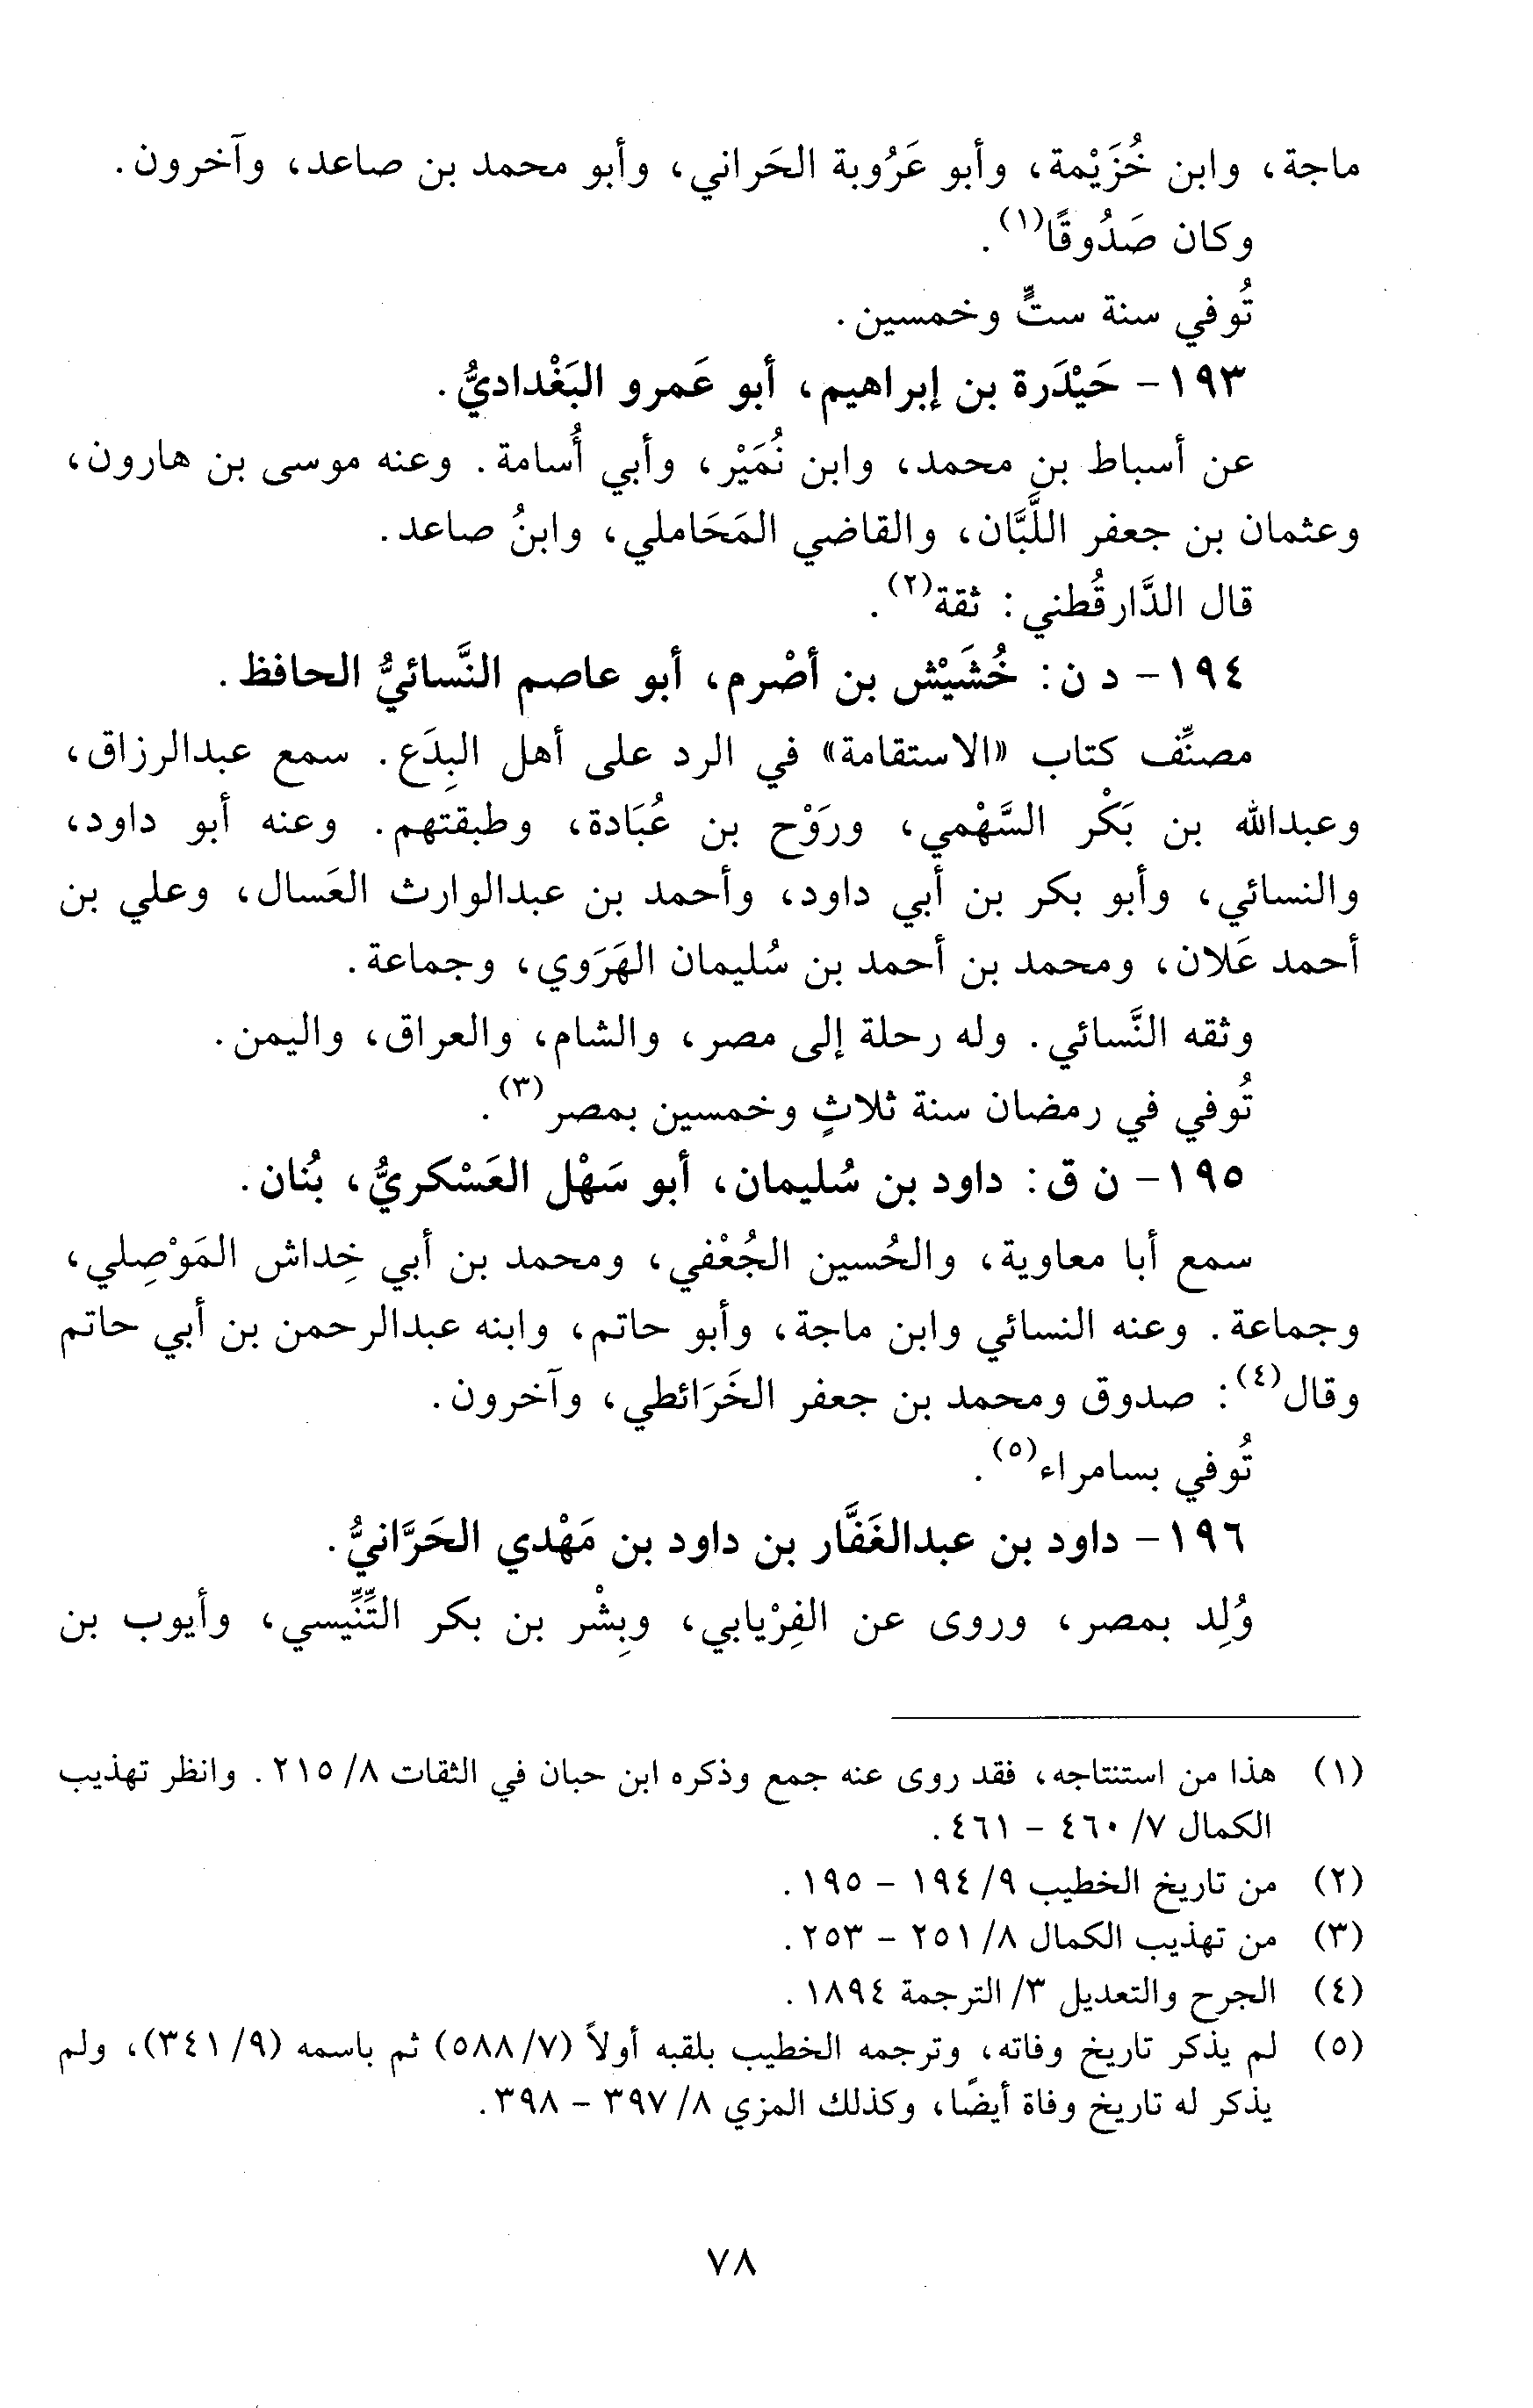 ماجة، وابن خُزَيْمة، وأبو عَرُوبة الحَراني، وأبو محمد بن صاعد، وآخرون.
وكان صَدُوقًا(١).
تُوفي سنة ستٍّ وخمسين.
١٩٣- حَيْدَرة بن إبراهيم، أبو عَمرو البَغْداديُّ.
عن أسباط بن محمد، وابن نُمَيْر، وأبي أُسامة. وعنه موسى بن هارون،
وعثمان بن جعفر اللَّبَّان، والقاضي المَحَاملي، وابنُ صاعد.
قال الدَّارقُطني: ثقة(٢).
١٩٤- د ن: خُشَيْش بن أصْرم، أبو عاصم النَّسائيُّ الحافظ.
مصنِّف كتاب «الاستقامة» في الرد على أهل البِدَع. سمع عبدالرزاق،
وعبدالله بن بَكْر السَّهْمي، ورَوْح بن عُبَادة، وطبقتهم. وعنه أبو داود،
والنسائي، وأبو بكر بن أبي داود، وأحمد بن عبدالوارث العَسال، وعلي بن
أحمد عَلان، ومحمد بن أحمد بن سُليمان الهَرَوي، وجماعة.
وثقه النَّسائي. وله رحلة إلى مصر، والشام، والعراق، واليمن.
تُوفي في رمضان سنة ثلاثٍ وخمسين بمصر(٣).
١٩٥- ن ق: داود بن سُليمان، أبو سَهْل العَسْكريُّ، بُنان.
سمع أبا معاوية، والحُسين الجُعْفي، ومحمد بن أبي خِداش المَوْصِلي،
وجماعة. وعنه النسائي وابن ماجة، وأبو حاتم، وابنه عبدالرحمن بن أبي حاتم
وقال(٤): صدوق ومحمد بن جعفر الخَرَائطي، وآخرون.
تُوفي بسامراء(٥).
١٩٦- داود بن عبدالغَفَّار بن داود بن مَهْدي الحَرَّانيُّ.
وُلِد بمصر، وروى عن الفِرْيابي، وبِشْر بن بكر التِّنِّيسي، وأيوب بن
(١) هذا من استنتاجه، فقد روى عنه جمع وذكره ابن حبان في الثقات ٨/ ٢١٥. وانظر تهذيب
الكمال ٧/ ٤٦٠ - ٤٦١.
(٢) من تاريخ الخطيب ٩/ ١٩٤ - ١٩٥.
(٣) من تهذيب الكمال ٨/ ٢٥١ - ٢٥٣.
(٤) الجرح والتعديل ٣/ الترجمة ١٨٩٤.
(٥) لم يذكر تاريخ وفاته، وترجمه الخطيب بلقبه أولاً (٧/ ٥٨٨) ثم باسمه (٩/ ٣٤١)، ولم
يذكر له تاريخ وفاة أيضًا، وكذلك المزي ٨/ ٣٩٧ - ٣٩٨.
٧٨